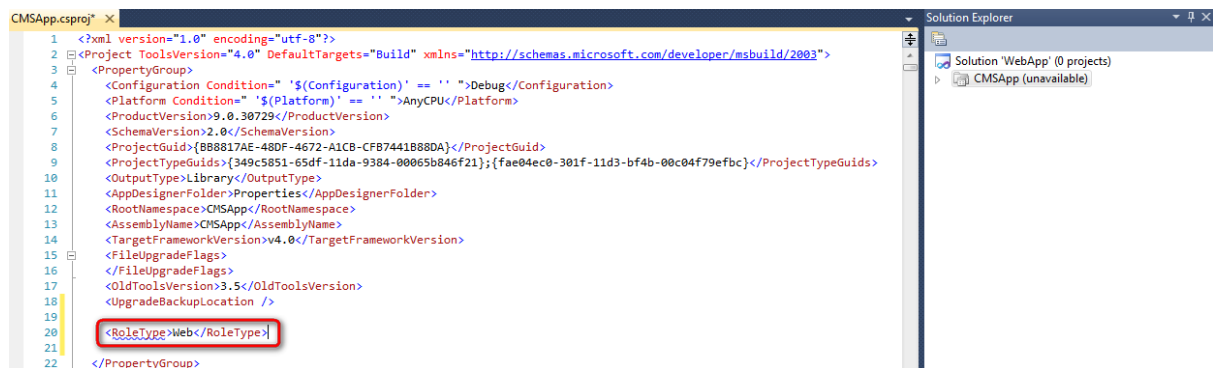 CMSApp.csproj* ×
1 <?xml version="1.0" encoding="utf-8"?>
2 <Project ToolsVersion="4.0" DefaultTargets="Build" xmlns="http://schemas.microsoft.com/developer/msbuild/2003">
3 <PropertyGroup>
4 <Configuration Condition=" '$(Configuration)' == '' ">Debug</Configuration>
5 <Platform Condition=" '$(Platform)' == '' ">AnyCPU</Platform>
6 <ProductVersion>9.0.30729</ProductVersion>
7 <SchemaVersion>2.0</SchemaVersion>
8 <ProjectGuid>{BB8817AE-48DF-4672-A1CB-CFB7441B88DA}</ProjectGuid>
9 <ProjectTypeGuids>{349c5851-65df-11da-9384-00065b846f21};{fae04ec0-301f-11d3-bf4b-00c04f79efbc}</ProjectTypeGuids>
10 <OutputType>Library</OutputType>
11 <AppDesignerFolder>Properties</AppDesignerFolder>
12 <RootNamespace>CMSApp</RootNamespace>
13 <AssemblyName>CMSApp</AssemblyName>
14 <TargetFrameworkVersion>v4.0</TargetFrameworkVersion>
15 <FileUpgradeFlags>
16 </FileUpgradeFlags>
17 <OldToolsVersion>3.5</OldToolsVersion>
18 <UpgradeBackupLocation />
19
20 <RoleType>Web</RoleType>
21
22 </PropertyGroup>
Solution Explorer
Solution 'WebApp' (0 projects)
CMSApp (unavailable)